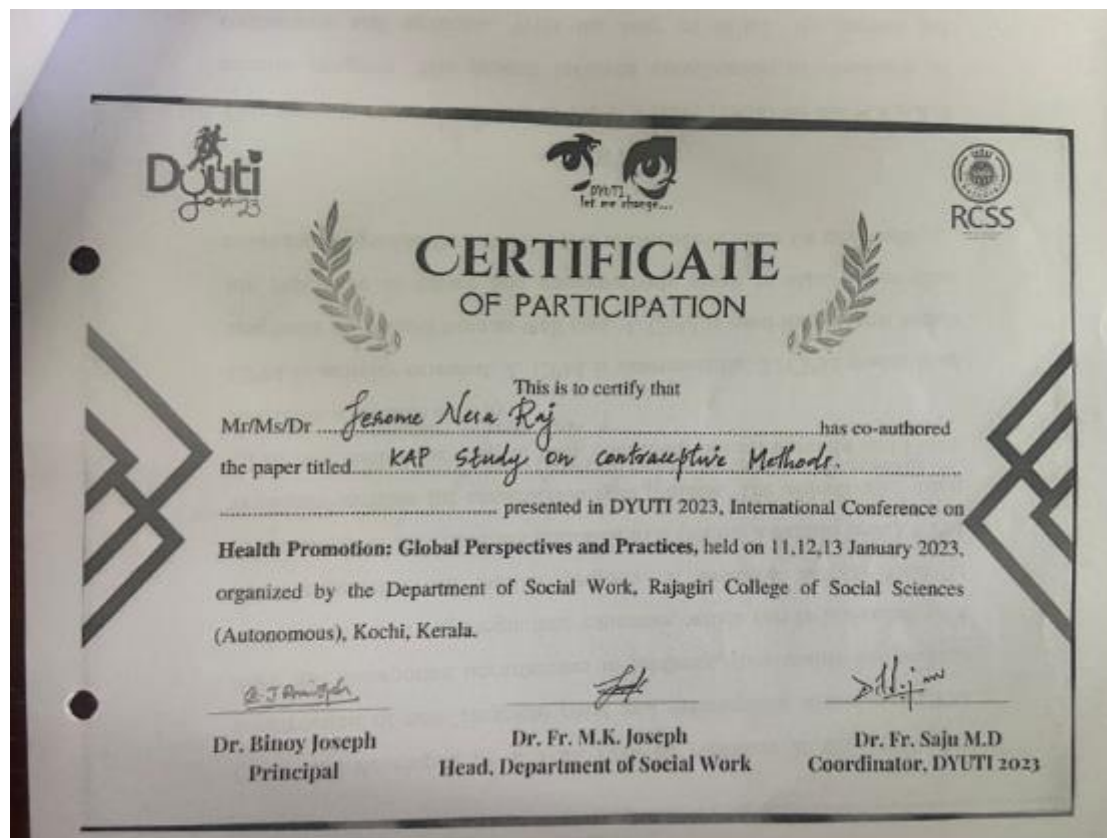 Dyuti
23
DYUTI
let me change...
RCSS
CERTIFICATE
OF PARTICIPATION
This is to certify that
Mr/Ms/Dr ....Jerome Nesa Raj....has co-authored
the paper titled....KAP Study on contraceptive Methods.
.... presented in DYUTI 2023, International Conference on
Health Promotion: Global Perspectives and Practices, held on 11,12,13 January 2023,
organized by the Department of Social Work, Rajagiri College of Social Sciences
(Autonomous), Kochi, Kerala.
Dr. Binoy Joseph
Principal
Dr. Fr. M.K. Joseph
Head, Department of Social Work
Dr. Fr. Saju M.D
Coordinator, DYUTI 2023